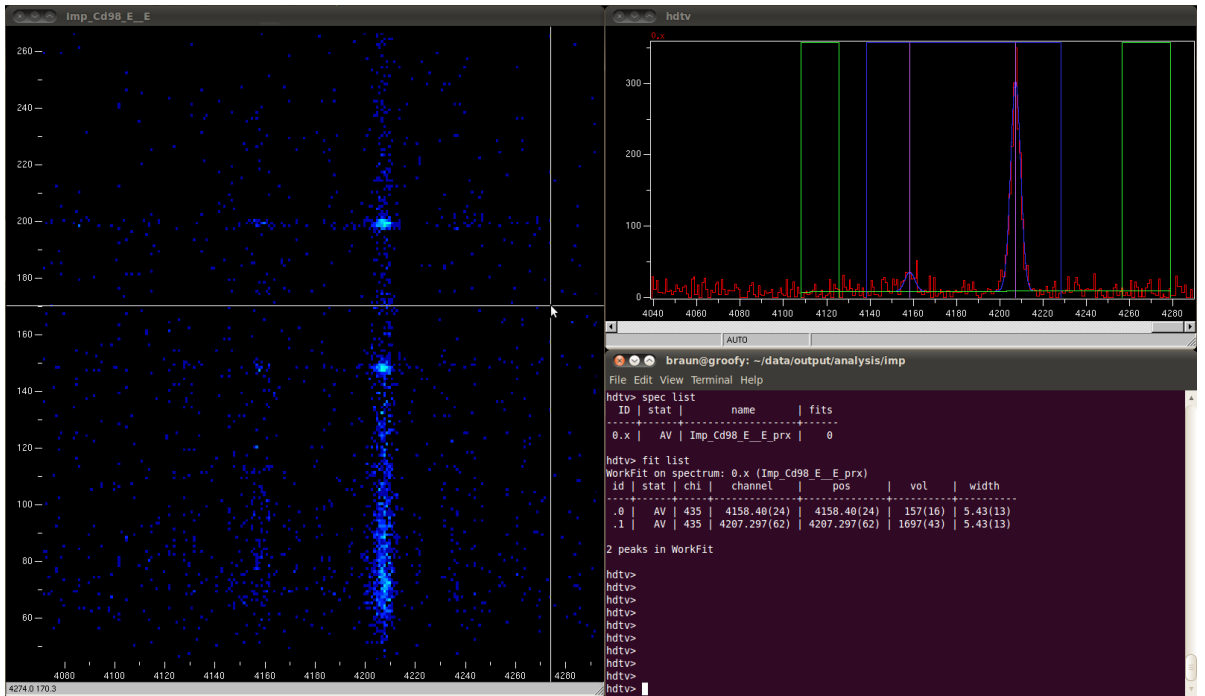 Imp_Cd98_E__E
260
240
220
200
180
160
140
120
100
80
60
4080 4100 4120 4140 4160 4180 4200 4220 4240 4260 4280
4274.0 170.3
hdtv
0.x
300
200
100
0
4040 4060 4080 4100 4120 4140 4160 4180 4200 4220 4240 4260 4280
AUTO
braun@groofy: ~/data/output/analysis/imp
File Edit View Terminal Help
hdtv> spec list
ID | stat | name | fits
-----+------+--------------------+------
0.x | AV | Imp_Cd98_E__E_prx | 0
hdtv> fit list
WorkFit on spectrum: 0.x (Imp_Cd98_E__E_prx)
id | stat | chi | channel | pos | vol | width
----+------+-----+--------------+--------------+----------+----------
.0 | AV | 435 | 4158.40(24) | 4158.40(24) | 157(16) | 5.43(13)
.1 | AV | 435 | 4207.297(62) | 4207.297(62) | 1697(43) | 5.43(13)
2 peaks in WorkFit
hdtv>
hdtv>
hdtv>
hdtv>
hdtv>
hdtv>
hdtv>
hdtv>
hdtv>
hdtv>